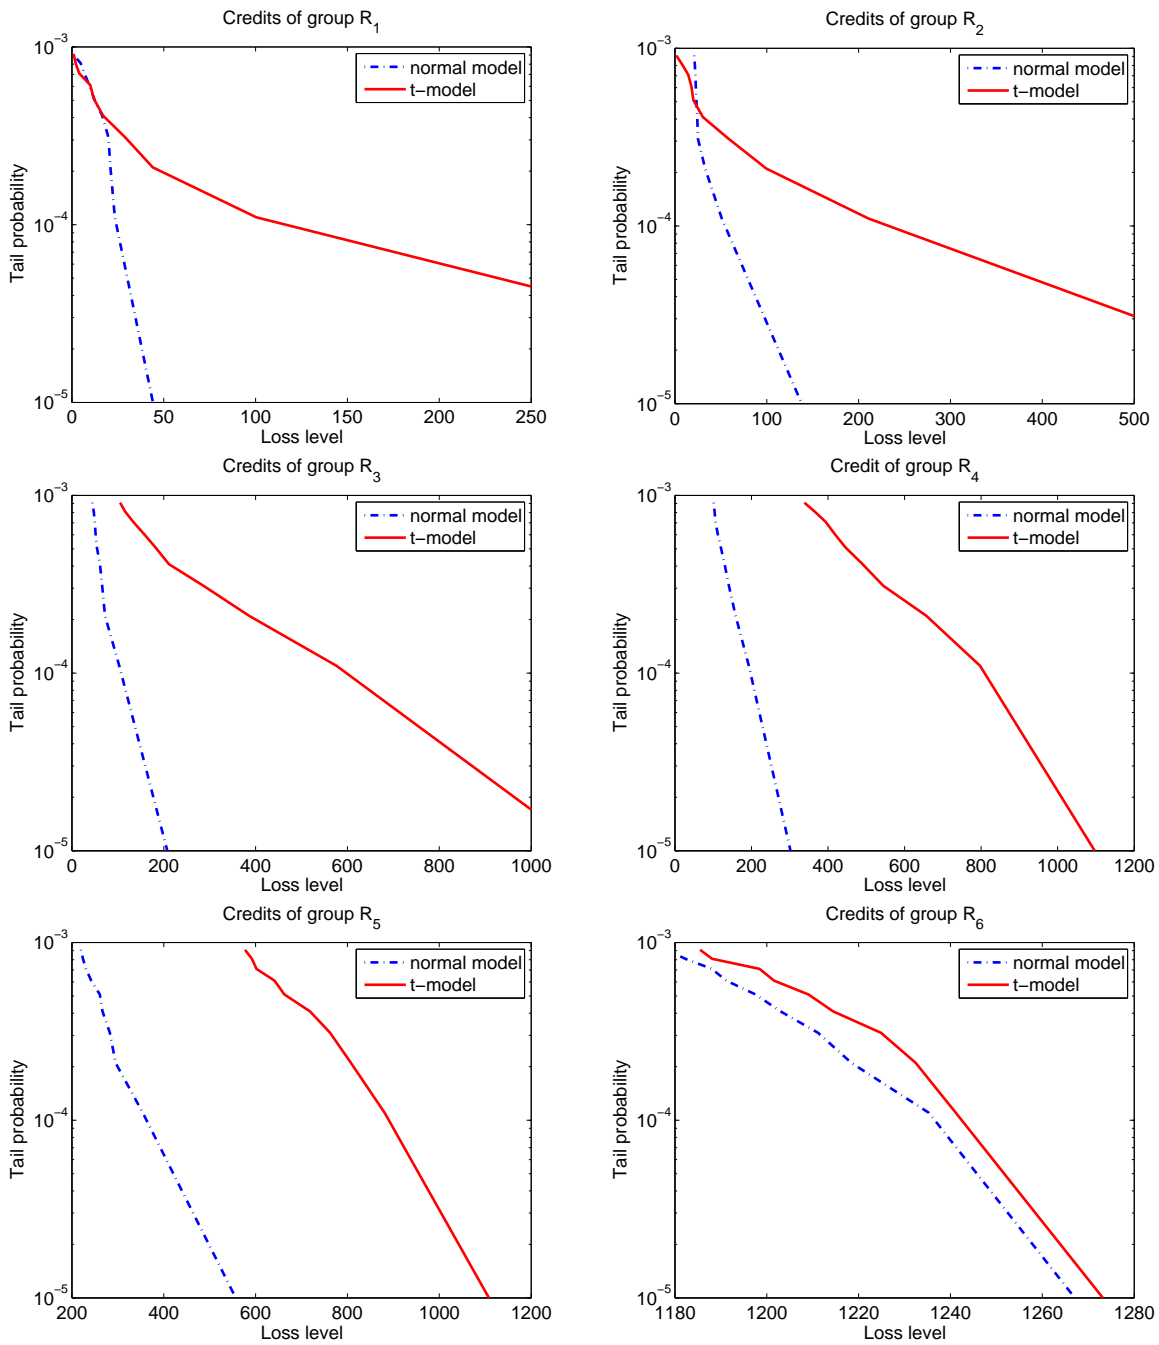 Credits of group R1
normal model
t−model
Tail probability
10−3
10−4
10−5
0 50 100 150 200 250
Loss level
Credits of group R2
normal model
t−model
Tail probability
10−3
10−4
10−5
0 100 200 300 400 500
Loss level
Credits of group R3
normal model
t−model
Tail probability
10−3
10−4
10−5
0 200 400 600 800 1000
Loss level
Credit of group R4
normal model
t−model
Tail probability
10−3
10−4
10−5
0 200 400 600 800 1000 1200
Loss level
Credits of group R5
normal model
t−model
Tail probability
10−3
10−4
10−5
200 400 600 800 1000 1200
Loss level
Credits of group R6
normal model
t−model
Tail probability
10−3
10−4
10−5
1180 1200 1220 1240 1260 1280
Loss level